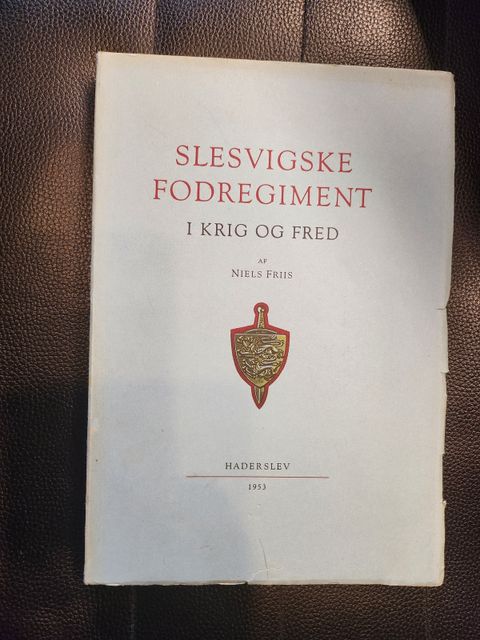 SLESVIGSKE
FODREGIMENT
I KRIG OG FRED
AF
NIELS FRIIS
HADERSLEV
1953